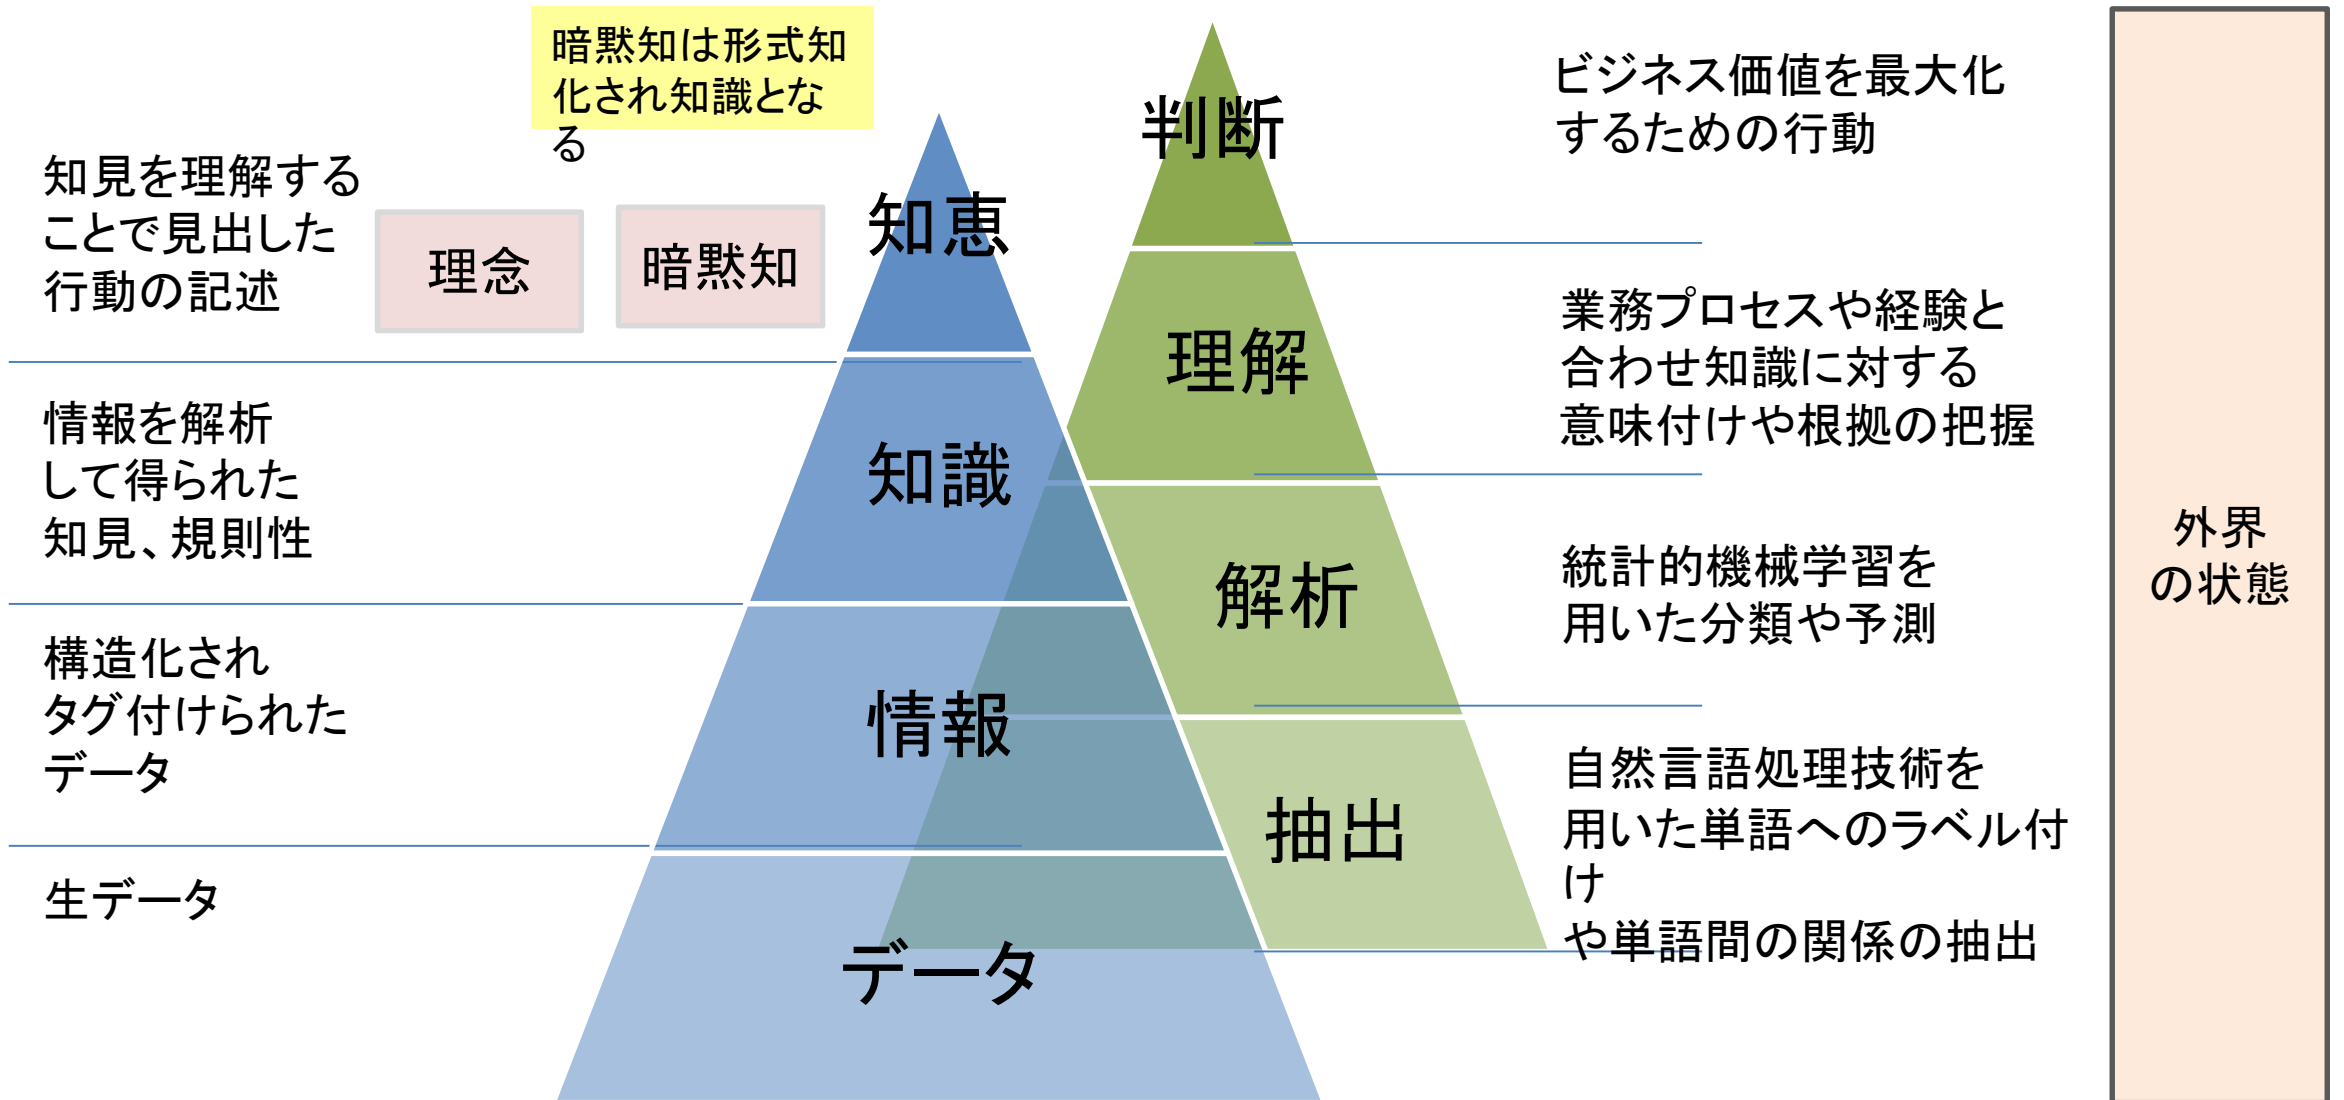 暗黙知は形式知
化され知識とな
る
知見を理解する
ことで見出した
行動の記述
理念
暗黙知
情報を解析
して得られた
知見、規則性
構造化され
タグ付けられた
データ
生データ
知恵
知識
情報
データ
判断
理解
解析
抽出
ビジネス価値を最大化
するための行動
業務プロセスや経験と
合わせ知識に対する
意味付けや根拠の把握
統計的機械学習を
用いた分類や予測
自然言語処理技術を
用いた単語へのラベル付
け
や単語間の関係の抽出
外界
の状態